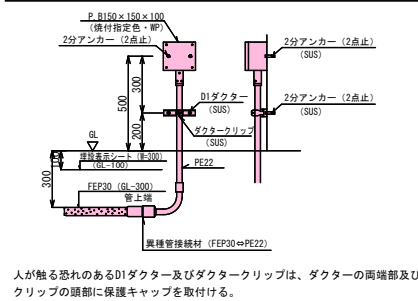 P.B150×150×100
(焼付指定色・WP)
2分アンカー(2点止)
2分アンカー(2点止)
(SUS)
300
500
D1ダクター
(SUS)
2分アンカー(2点止)
(SUS)
200
ダクタークリップ
(SUS)
GL
埋設表示シート(W=300)
(GL-100)
PE22
100
300
FEP30(GL-300)
管上端
異種管接続材(FEP30⇔PE22)
人が触る恐れのあるD1ダクター及びダクタークリップは、ダクターの両端部及び
クリップの頭部に保護キャップを取付ける。